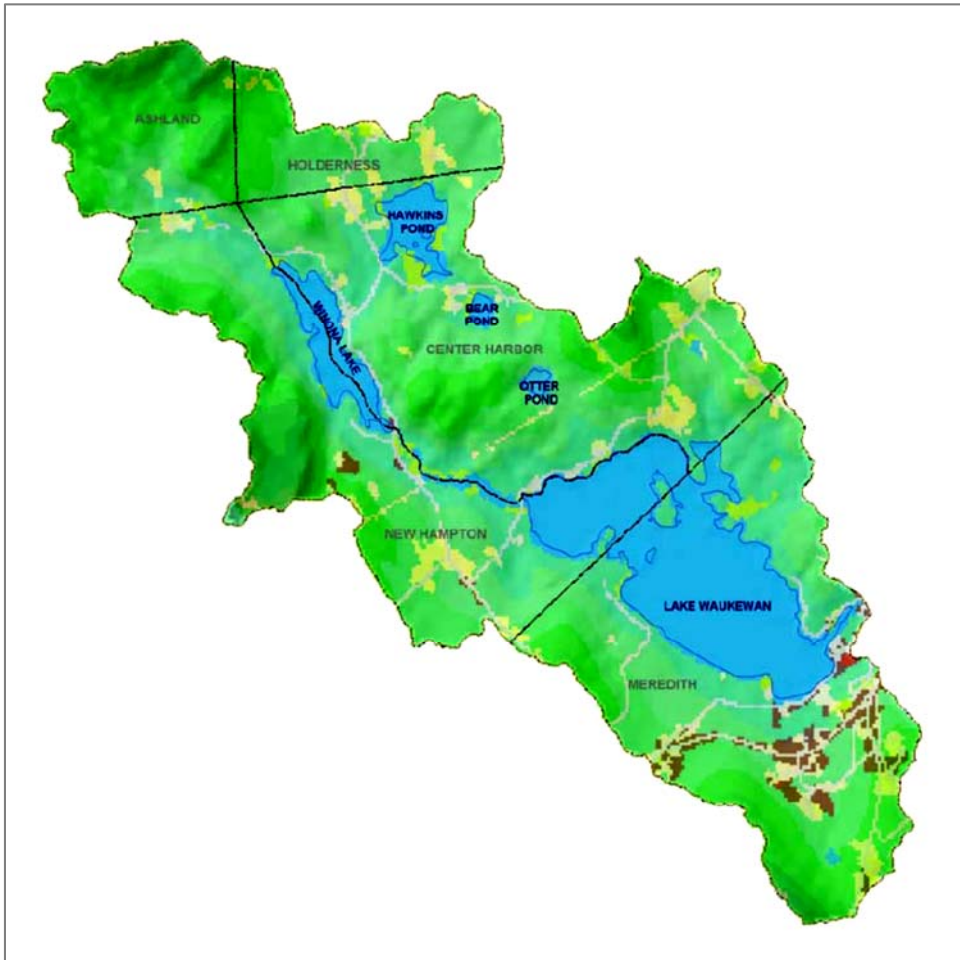 ASHLAND
HOLDERNESS
HAWKINS
POND
WINONA LAKE
BEAR
POND
CENTER HARBOR
OTTER
POND
NEW HAMPTON
LAKE WAUKEWAN
MEREDITH